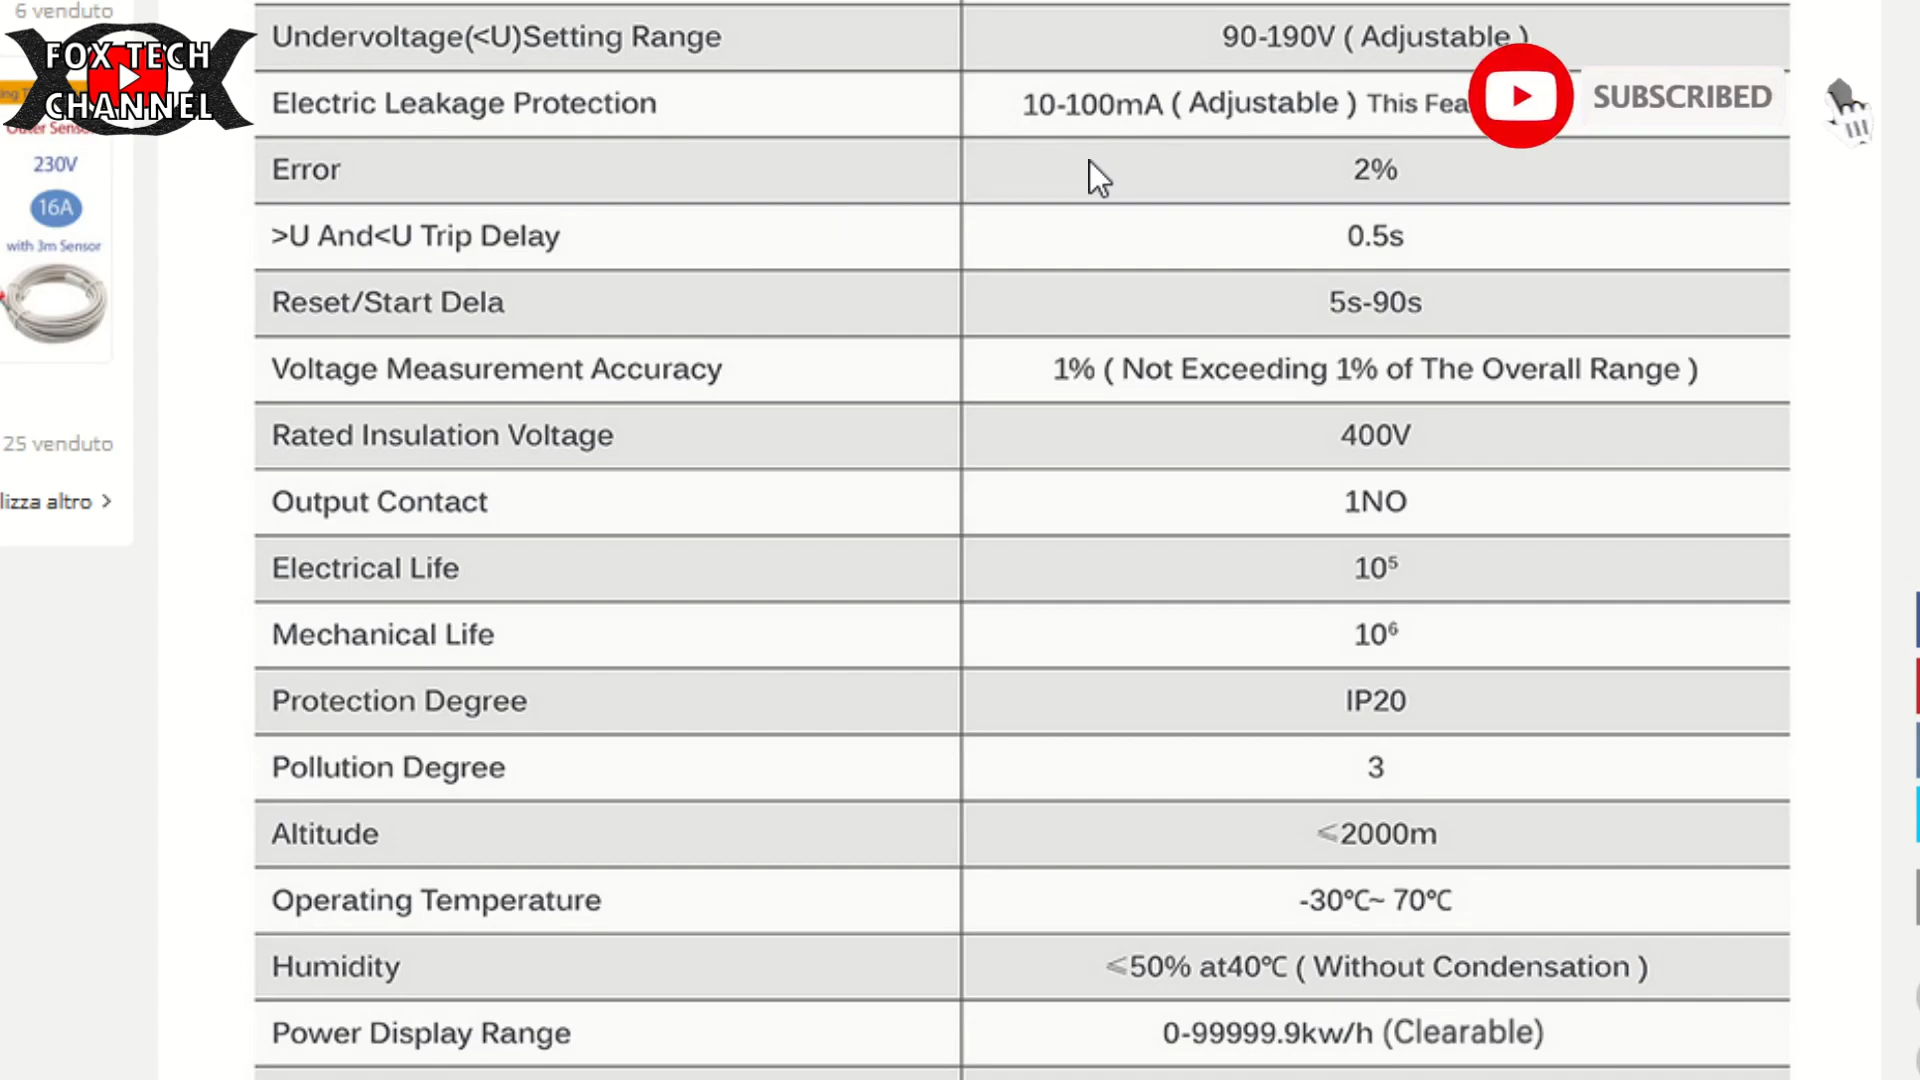 6 venduto
FOX TECH
CHANNEL
230V
16A
with 3m Sensor
25 venduto
lizza altro >
Undervoltage(<U)Setting Range 90-190V ( Adjustable )
Electric Leakage Protection 10-100mA ( Adjustable ) This Fea
SUBSCRIBED
Error 2%
>U And<U Trip Delay 0.5s
Reset/Start Dela 5s-90s
Voltage Measurement Accuracy 1% ( Not Exceeding 1% of The Overall Range )
Rated Insulation Voltage 400V
Output Contact 1NO
Electrical Life 10⁵
Mechanical Life 10⁶
Protection Degree IP20
Pollution Degree 3
Altitude ⩽2000m
Operating Temperature -30℃~ 70℃
Humidity ⩽50% at40℃ ( Without Condensation )
Power Display Range 0-99999.9kw/h (Clearable)